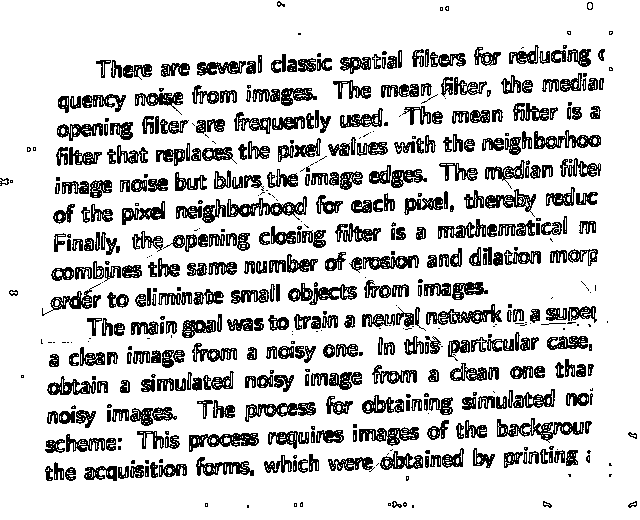 There are several classic spatial filters for reducing
quency noise from images. The mean filter, the median
opening filter are frequently used. The mean filter is a
filter that replaces the pixel values with the neighborhoo
image noise but blurs the image edges. The median filter
of the pixel neighborhood for each pixel, thereby reduc
Finally, the opening closing filter is a mathematical m
combines the same number of erosion and dilation morp
order to eliminate small objects from images.
The main goal was to train a neural network in a super
a clean image from a noisy one. In this particular case,
obtain a simulated noisy image from a clean one than
noisy images. The process for obtaining simulated noi
scheme: This process requires images of the backgroun
the acquisition forms, which were obtained by printing